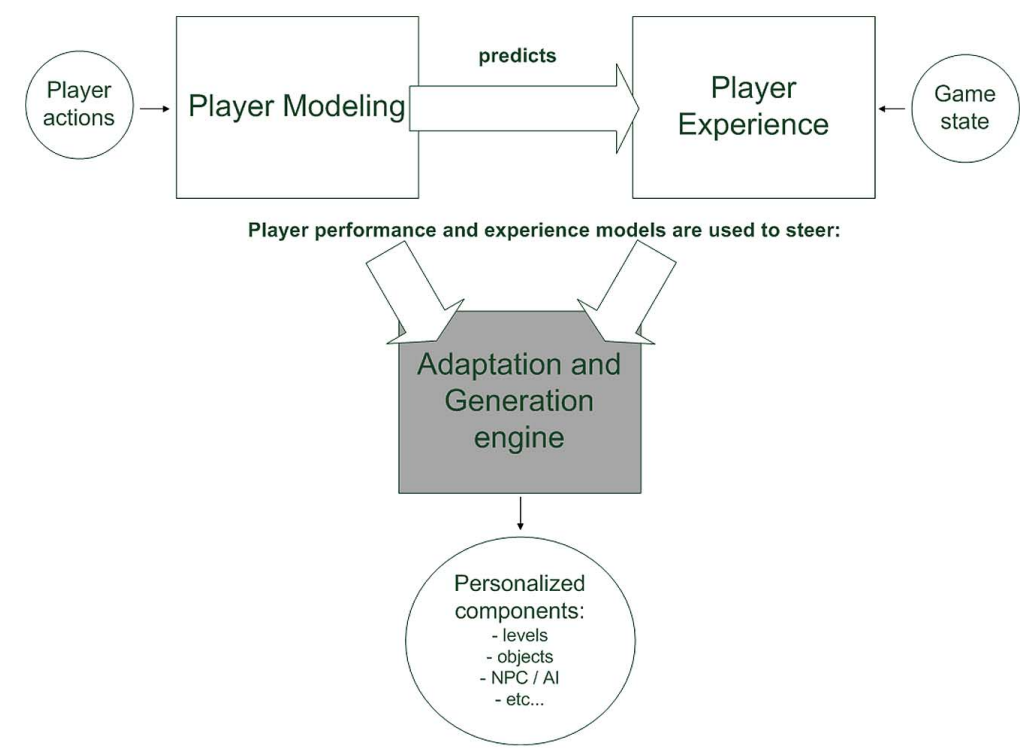 predicts
Player
actions
Player Modeling
Player
Experience
Game
state
Player performance and experience models are used to steer:
Adaptation and
Generation
engine
Personalized
components:
- levels
- objects
- NPC / AI
- etc...